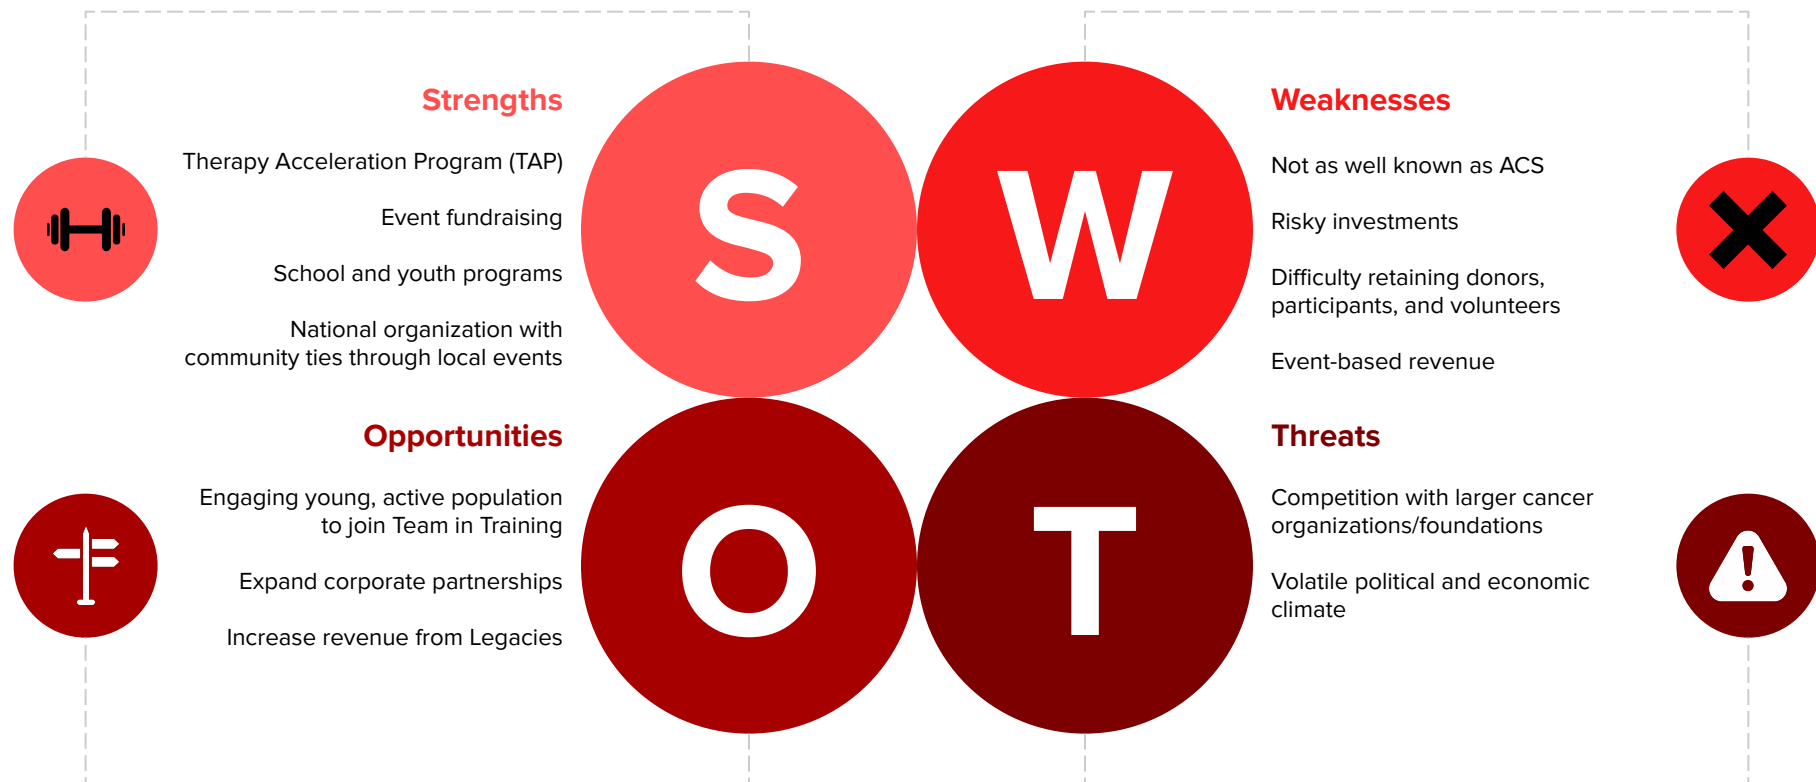 Strengths
Therapy Acceleration Program (TAP)
Event fundraising
School and youth programs
National organization with
community ties through local events
S
W
Weaknesses
Not as well known as ACS
Risky investments
Difficulty retaining donors,
participants, and volunteers
Event-based revenue
Opportunities
Engaging young, active population
to join Team in Training
Expand corporate partnerships
Increase revenue from Legacies
O
T
Threats
Competition with larger cancer
organizations/foundations
Volatile political and economic
climate